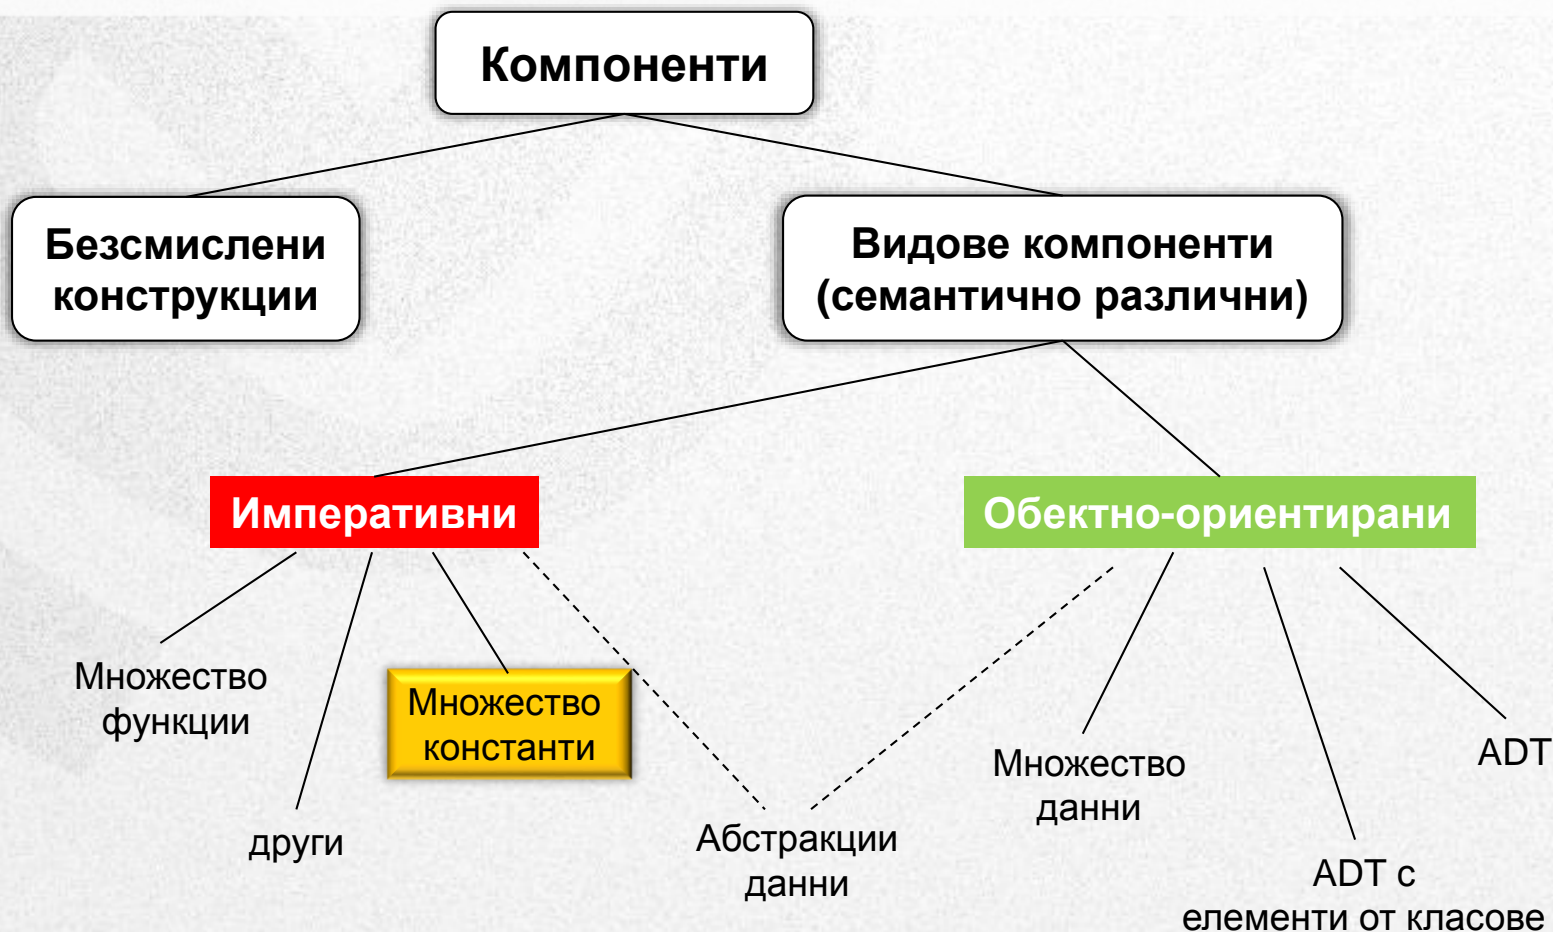 Компоненти
Безсмислени
конструкции
Видове компоненти
(семантично различни)
Императивни
Обектно-ориентирани
Множество
функции
Множество
константи
други
Абстракции
данни
Множество
данни
ADT
ADT с
елементи от класове